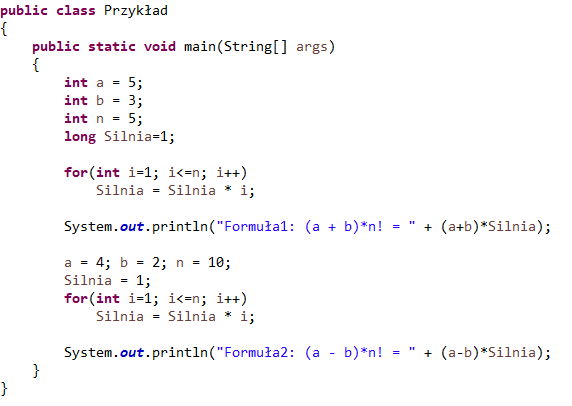 public class Przykład
{
    public static void main(String[] args)
    {
        int a = 5;
        int b = 3;
        int n = 5;
        long Silnia=1;

        for(int i=1; i<=n; i++)
            Silnia = Silnia * i;

        System.out.println("Formuła1: (a + b)*n! = " + (a+b)*Silnia);

        a = 4; b = 2; n = 10;
        Silnia = 1;
        for(int i=1; i<=n; i++)
            Silnia = Silnia * i;

        System.out.println("Formuła2: (a - b)*n! = " + (a-b)*Silnia);
    }
}